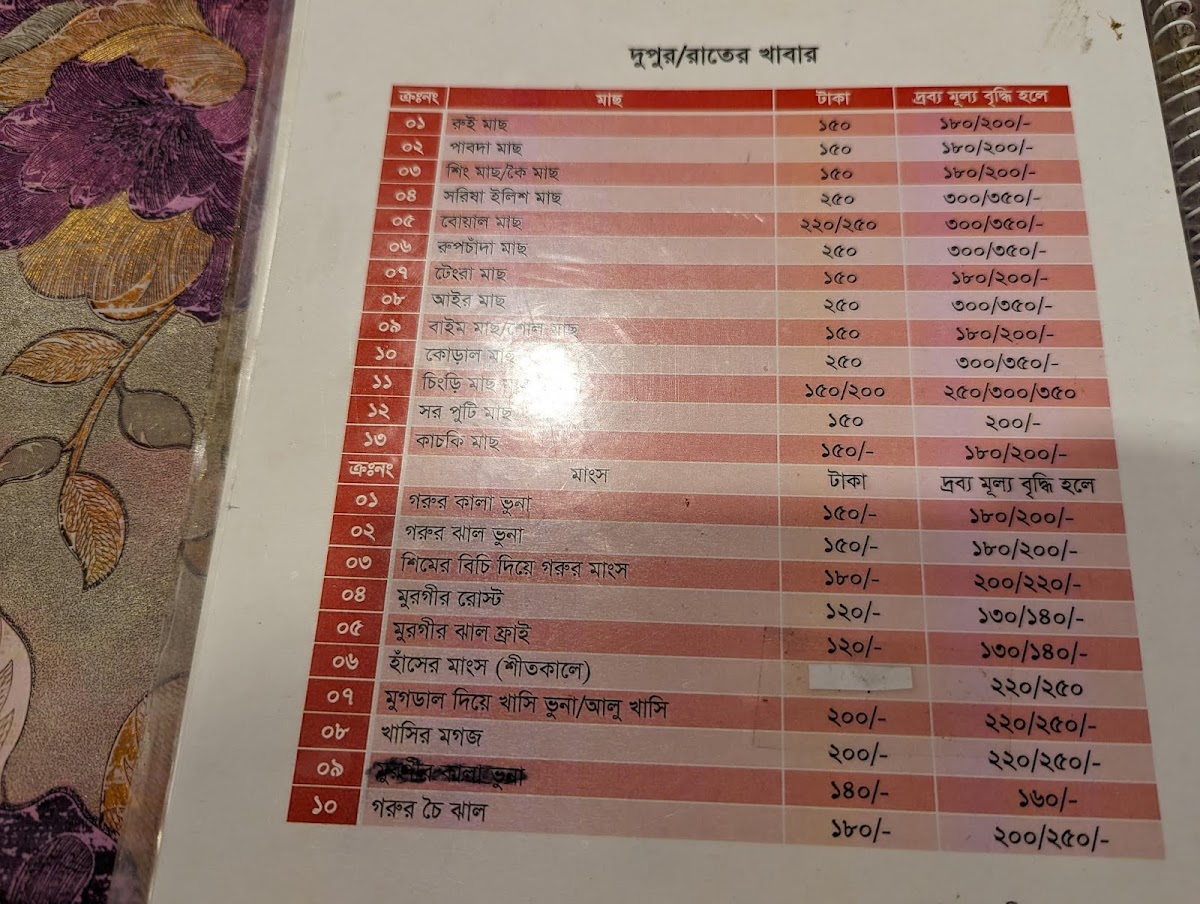 দুপুর/রাতের খাবার
ক্রঃনং মাছ টাকা দ্রব্য মূল্য বৃদ্ধি হলে
০১ রুই মাছ ১৫০ ১৮০/২০০/-
০২ পাবদা মাছ ১৫০ ১৮০/২০০/-
০৩ শিং মাছ/কৈ মাছ ১৫০ ১৮০/২০০/-
০৪ সরিষা ইলিশ মাছ ২৫০ ৩০০/৩৫০/-
০৫ বোয়াল মাছ ২২০/২৫০ ৩০০/৩৫০/-
০৬ রুপচাঁদা মাছ ২৫০ ৩০০/৩৫০/-
০৭ টেংরা মাছ ১৫০ ১৮০/২০০/-
০৮ আইর মাছ ২৫০ ৩০০/৩৫০/-
০৯ বাইম মাছ/শোল মাছ ১৫০ ১৮০/২০০/-
১০ কোড়াল মাছ ২৫০ ৩০০/৩৫০/-
১১ চিংড়ি মাছ ১৫০/২০০ ২৫০/৩০০/৩৫০
১২ সর পুটি মাছ ১৫০ ২০০/-
১৩ কাচকি মাছ ১৫০/- ১৮০/২০০/-
ক্রঃনং মাংস টাকা দ্রব্য মূল্য বৃদ্ধি হলে
০১ গরুর কালা ভুনা ১৫০/- ১৮০/২০০/-
০২ গরুর ঝাল ভুনা ১৫০/- ১৮০/২০০/-
০৩ শিমের বিচি দিয়ে গরুর মাংস ১৮০/- ২০০/২২০/-
০৪ মুরগীর রোস্ট ১২০/- ১৩০/১৪০/-
০৫ মুরগীর ঝাল ফ্রাই ১২০/- ১৩০/১৪০/-
০৬ হাঁসের মাংস (শীতকালে) ২২০/২৫০
০৭ মুগডাল দিয়ে খাসি ভুনা/আলু খাসি ২০০/- ২২০/২৫০/-
০৮ খাসির মগজ ২০০/- ২২০/২৫০/-
০৯ কালা ভুনা ১৪০/- ১৬০/-
১০ গরুর চৈ ঝাল ১৮০/- ২০০/২৫০/-